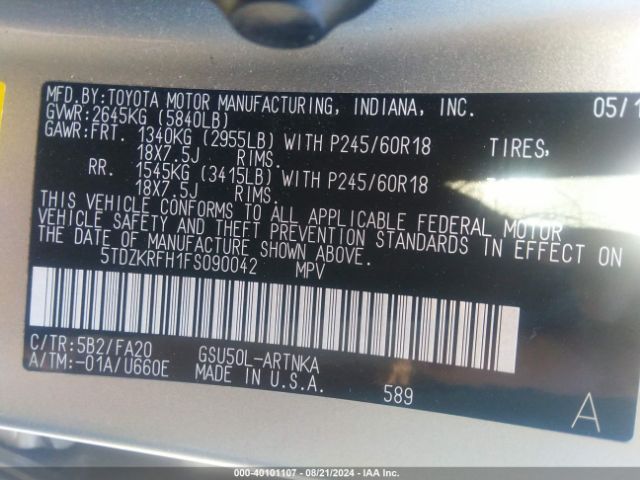 MFD.BY:TOYOTA MOTOR MANUFACTURING, INDIANA, INC. 05/1
GVWR:2645KG (5840LB)
GAWR:FRT. 1340KG (2955LB) WITH P245/60R18 TIRES,
18X7.5J RIMS.
RR. 1545KG (3415LB) WITH P245/60R18
18X7.5J RIMS.
THIS VEHICLE CONFORMS TO ALL APPLICABLE FEDERAL MOTOR
VEHICLE SAFETY AND THEFT PREVENTION STANDARDS IN EFFECT ON
THE DATE OF MANUFACTURE SHOWN ABOVE.
5TDZKRFH1FS090042 MPV
C/TR:5B2/FA20 GSU50L-ARTNKA
A/TM:-01A/U660E MADE IN U.S.A.
589 A
000-40101107 - 08/21/2024 - IAA Inc.